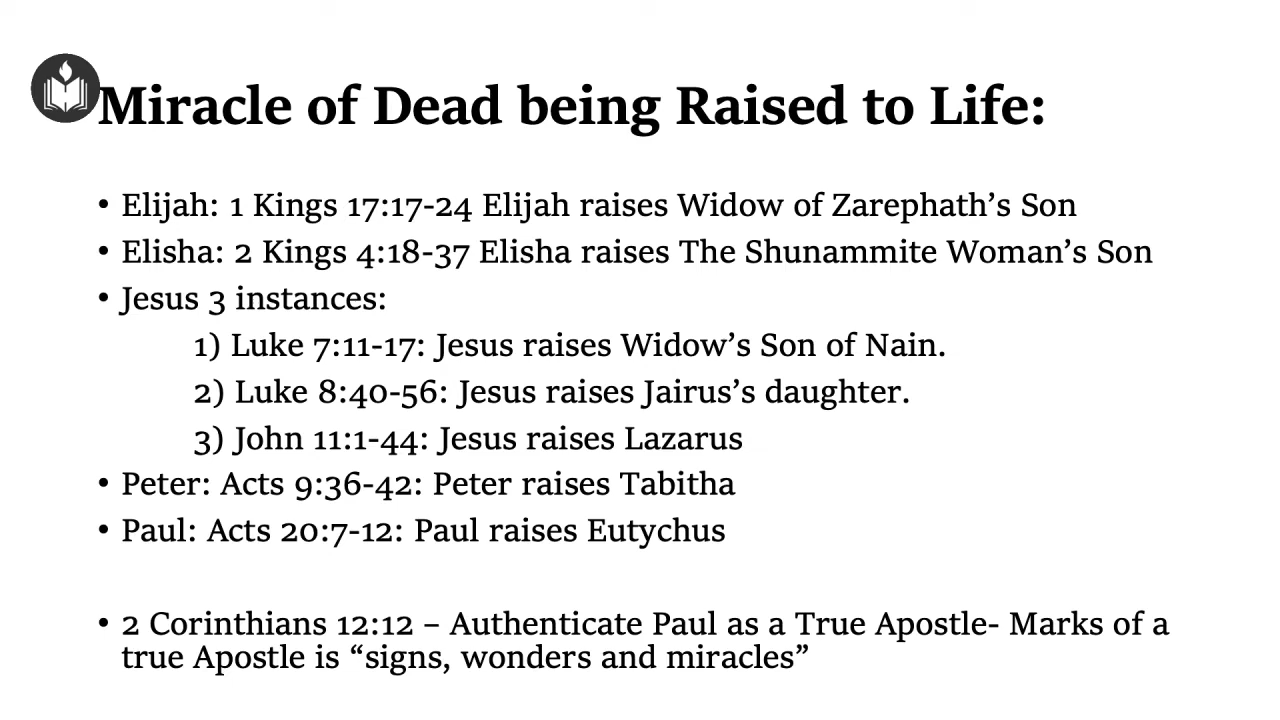 Miracle of Dead being Raised to Life:
• Elijah: 1 Kings 17:17-24 Elijah raises Widow of Zarephath’s Son
• Elisha: 2 Kings 4:18-37 Elisha raises The Shunammite Woman’s Son
• Jesus 3 instances:
1) Luke 7:11-17: Jesus raises Widow’s Son of Nain.
2) Luke 8:40-56: Jesus raises Jairus’s daughter.
3) John 11:1-44: Jesus raises Lazarus
• Peter: Acts 9:36-42: Peter raises Tabitha
• Paul: Acts 20:7-12: Paul raises Eutychus
• 2 Corinthians 12:12 – Authenticate Paul as a True Apostle- Marks of a
true Apostle is “signs, wonders and miracles”